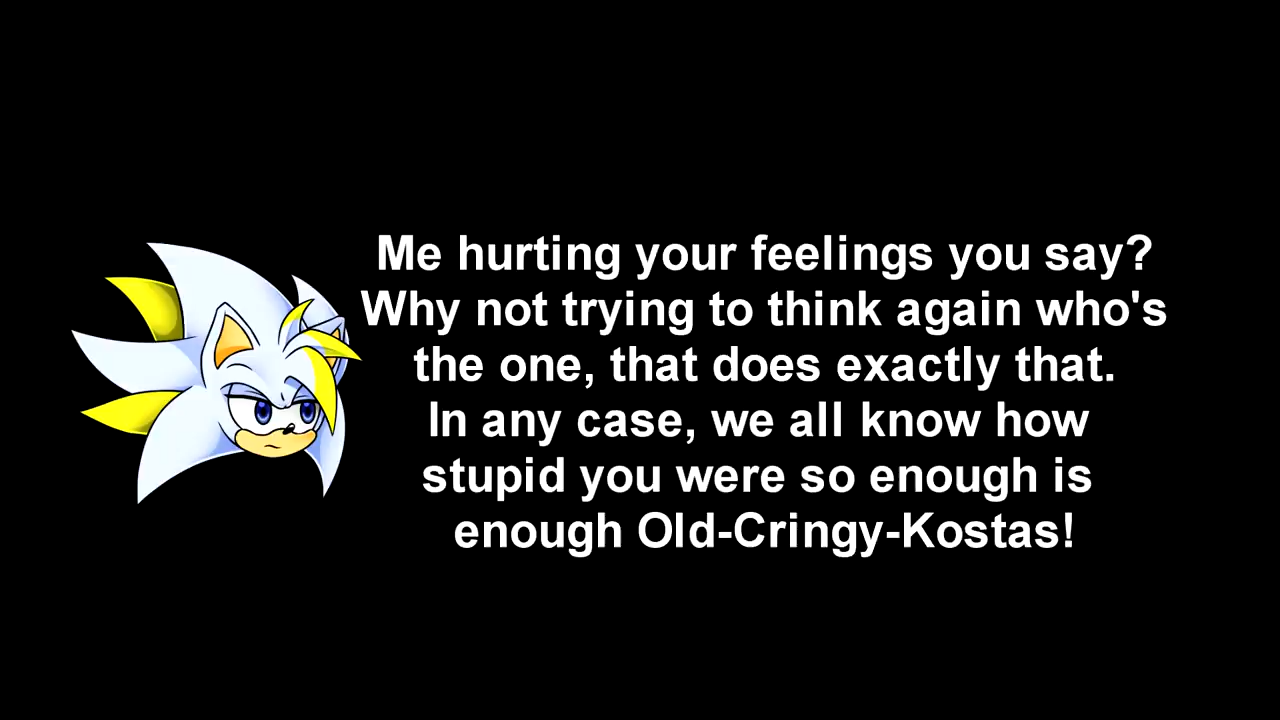 Me hurting your feelings you say?
Why not trying to think again who's
the one, that does exactly that.
In any case, we all know how
stupid you were so enough is
enough Old-Cringy-Kostas!